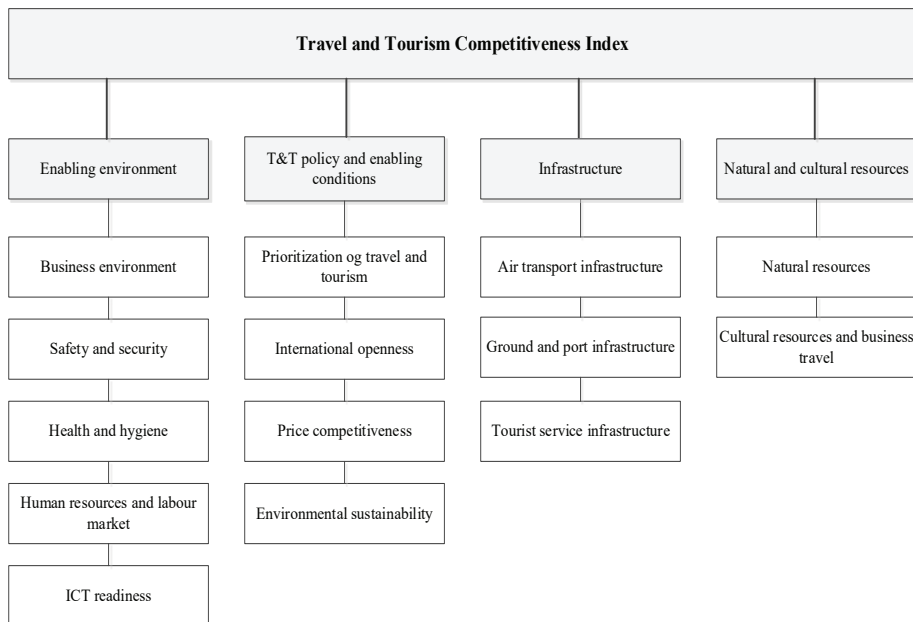 Travel and Tourism Competitiveness Index
Enabling environment
T&T policy and enabling
conditions
Infrastructure
Natural and cultural resources
Business environment
Prioritization og travel and
tourism
Air transport infrastructure
Natural resources
Safety and security
International openness
Ground and port infrastructure
Cultural resources and business
travel
Health and hygiene
Price competitiveness
Tourist service infrastructure
Human resources and labour
market
Environmental sustainability
ICT readiness